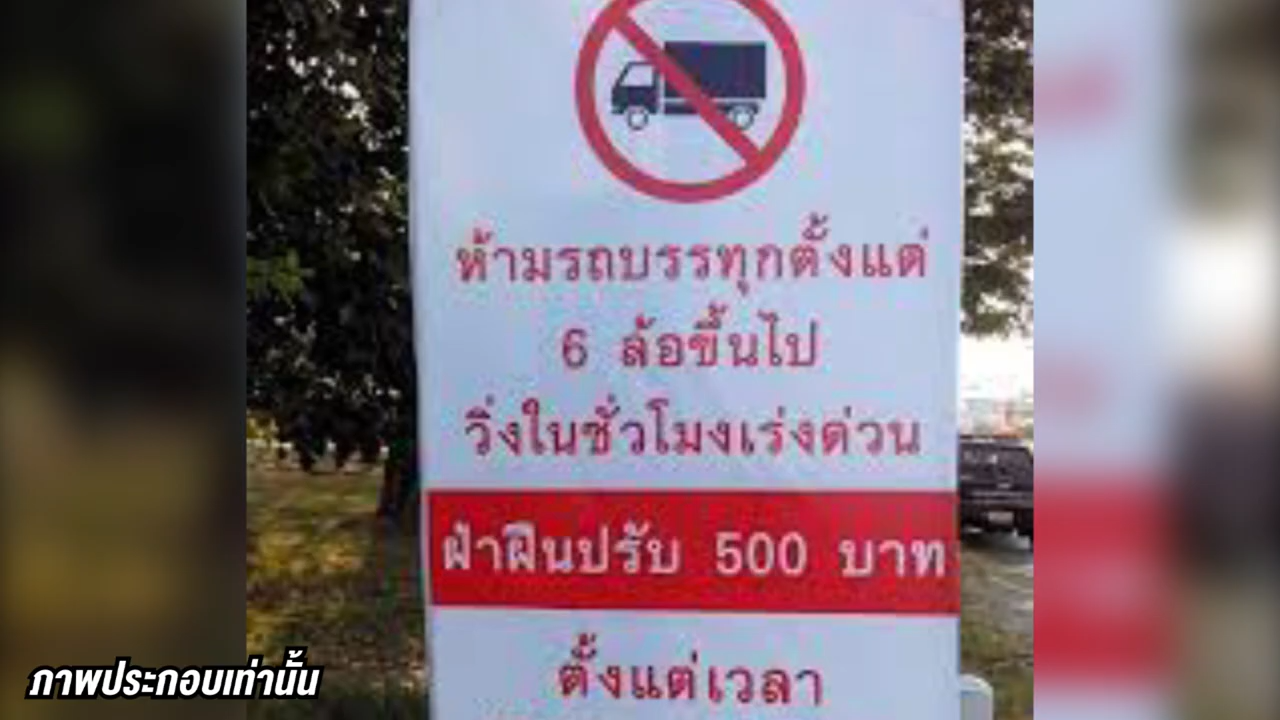 ห้ามรถบรรทุกตั้งแต่
6 ล้อขึ้นไป
วิ่งในชั่วโมงเร่งด่วน
ฝ่าฝืนปรับ 500 บาท
ตั้งแต่เวลา
ภาพประกอบเท่านั้น